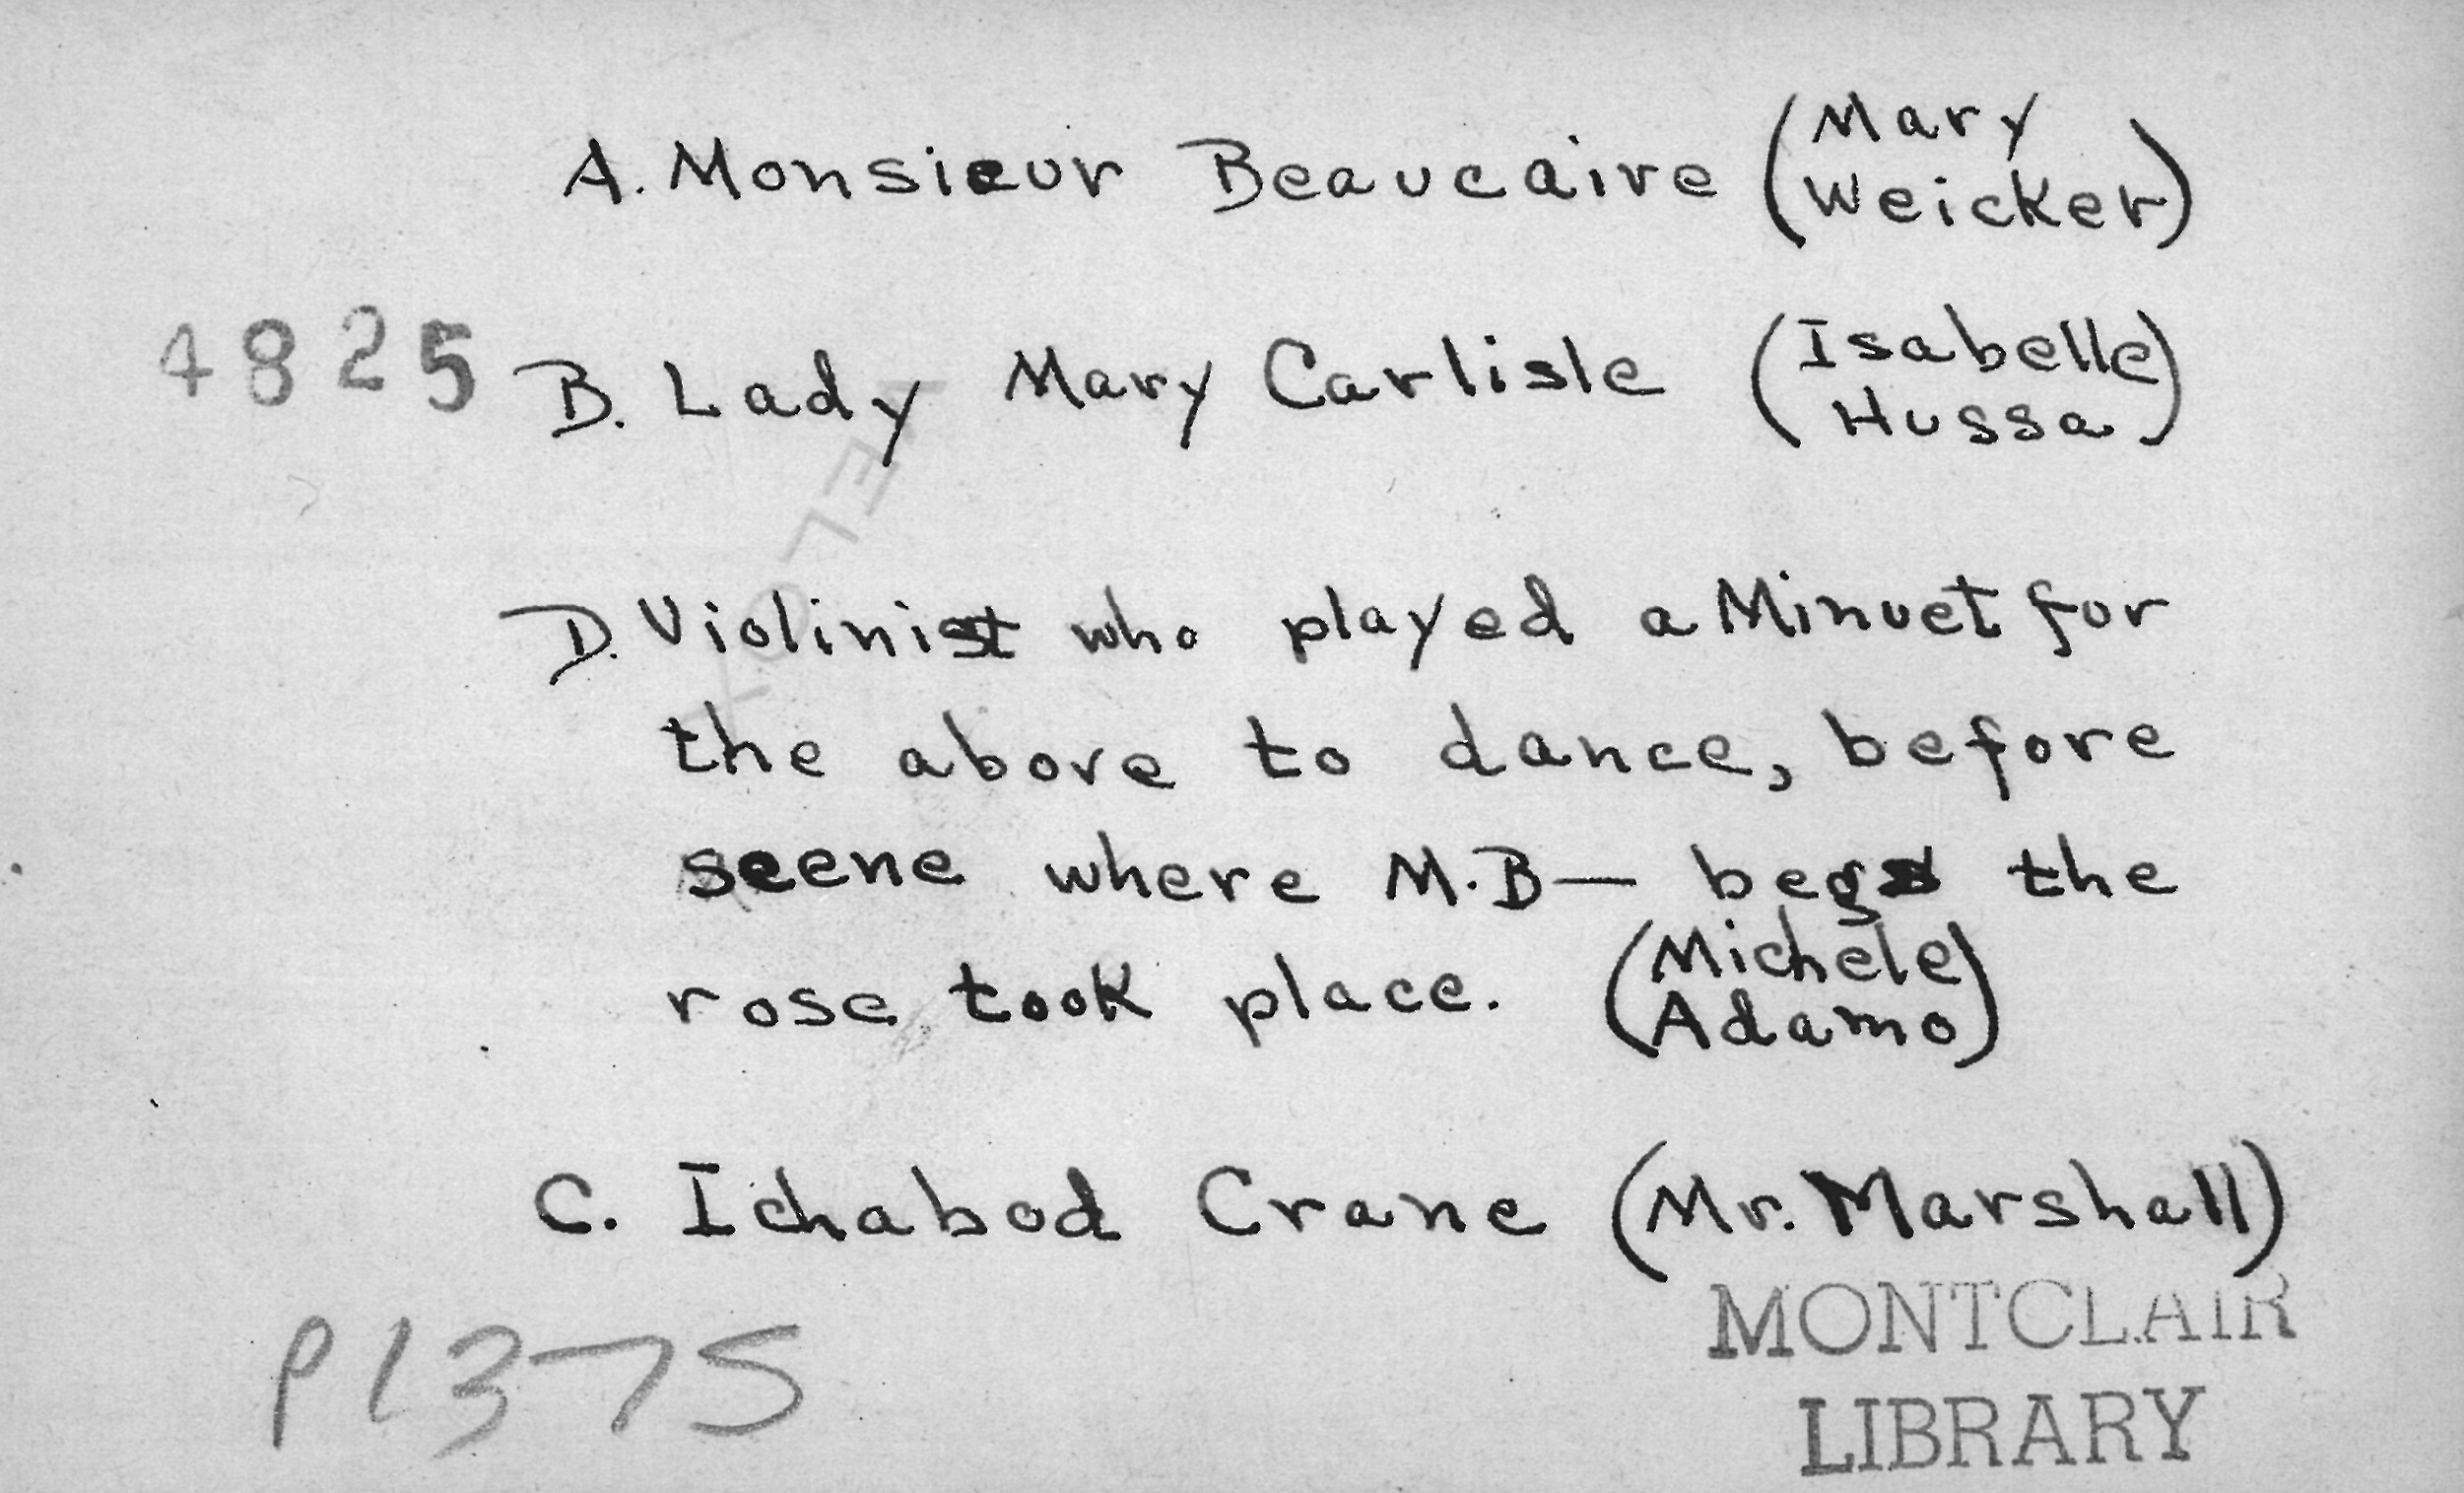 A. Monsieur Beaucaire (Mary Weicker)
4825
B. Lady Mary Carlisle (Isabelle Hussa)
VELOX
D. Violinist who played a Minuet for
the above to dance, before
scene where M.B— begs the
rose took place. (Michele Adamo)
C. Ichabod Crane (Mr. Marshall)
P1375
MONTCLAIR
LIBRARY